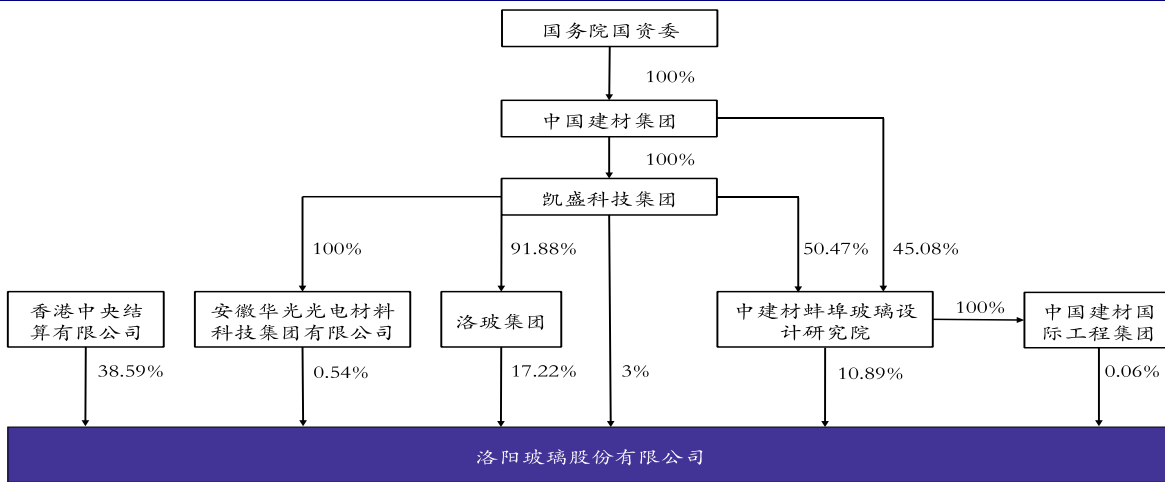 国务院国资委
100%
中国建材集团
100%
凯盛科技集团
100%
91.88%
50.47%
45.08%
香港中央结
算有限公司
安徽华光光电材料
科技集团有限公司
洛玻集团
中建材蚌埠玻璃设
计研究院
100%
中国建材国
际工程集团
38.59%
0.54%
17.22%
3%
10.89%
0.06%
洛阳玻璃股份有限公司